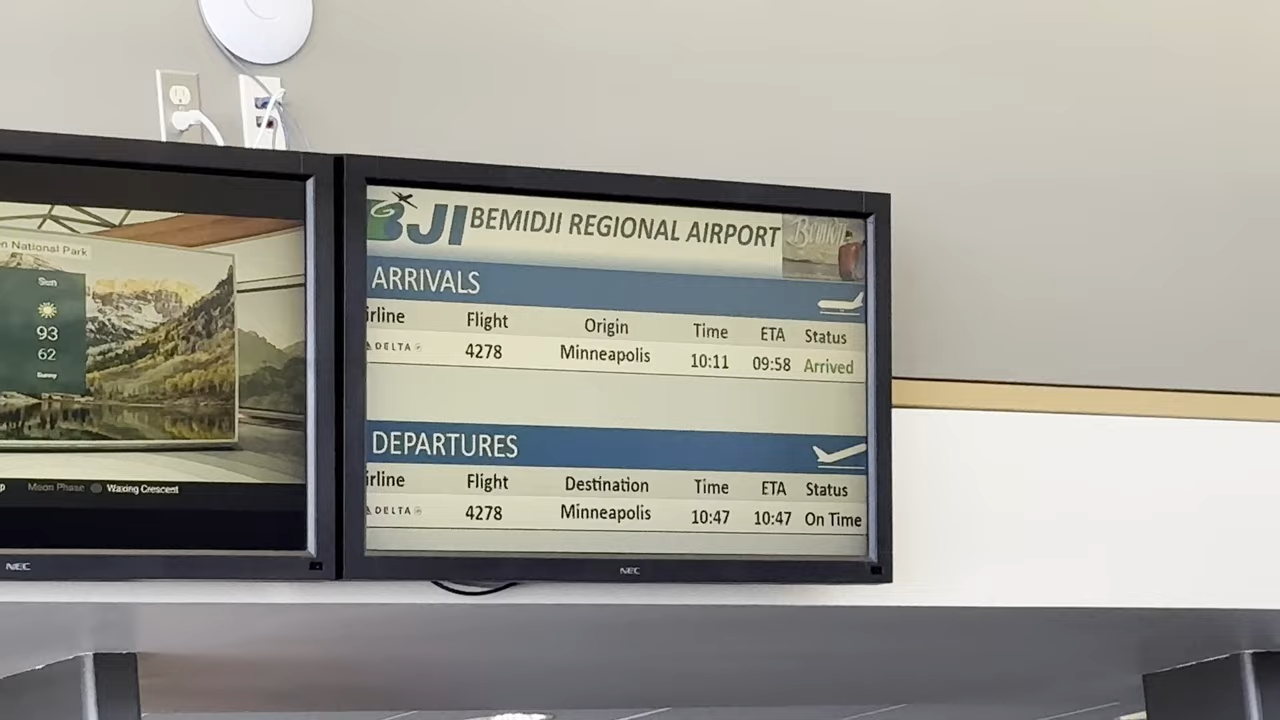 en National Park
Sun
93
62
Sunny
Moon Phase Waxing Crescent
NEC
BJI BEMIDJI REGIONAL AIRPORT
Bemidji
ARRIVALS
irline Flight Origin Time ETA Status
DELTA 4278 Minneapolis 10:11 09:58 Arrived
DEPARTURES
irline Flight Destination Time ETA Status
DELTA 4278 Minneapolis 10:47 10:47 On Time
NEC